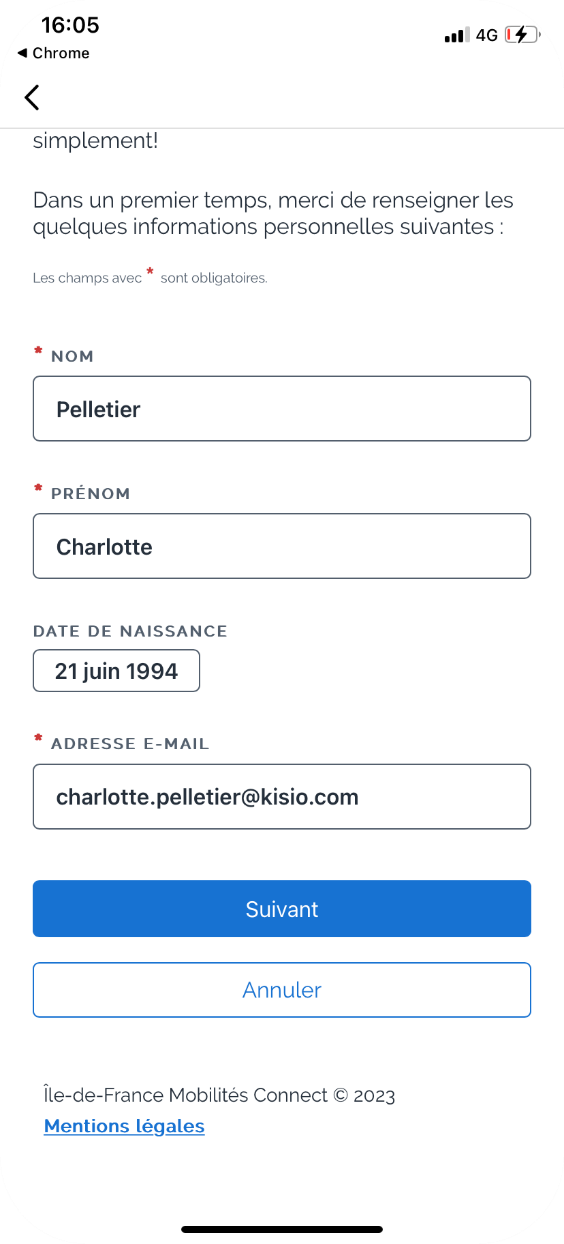 16:05
4G
◀ Chrome
simplement!
Dans un premier temps, merci de renseigner les
quelques informations personnelles suivantes :
Les champs avec * sont obligatoires.
* NOM
Pelletier
* PRÉNOM
Charlotte
DATE DE NAISSANCE
21 juin 1994
* ADRESSE E-MAIL
charlotte.pelletier@kisio.com
Suivant
Annuler
Île-de-France Mobilités Connect © 2023
Mentions légales